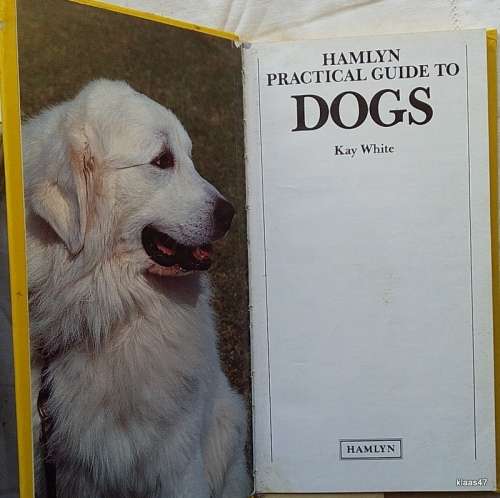 HAMLYN
PRACTICAL GUIDE TO
DOGS
Kay White
HAMLYN
klaas47